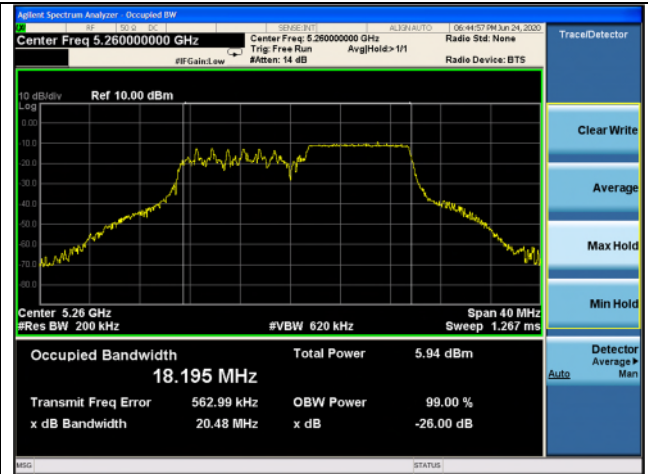 Agilent Spectrum Analyzer - Occupied BW
RF 50 Ω DC SENSE:INT ALIGN AUTO 06:44:57 PM Jun 24, 2020
Center Freq 5.260000000 GHz Center Freq: 5.260000000 GHz Radio Std: None
Trig: Free Run Avg|Hold:>1/1
#IFGain:Low #Atten: 14 dB Radio Device: BTS
Trace/Detector
10 dB/div Ref 10.00 dBm
Log
0.00
-10.0
-20.0
-30.0
-40.0
-50.0
-60.0
-70.0
-80.0
Center 5.26 GHz Span 40 MHz
#Res BW 200 kHz #VBW 620 kHz Sweep 1.267 ms
Occupied Bandwidth Total Power 5.94 dBm
18.195 MHz
Transmit Freq Error 562.99 kHz OBW Power 99.00 %
x dB Bandwidth 20.48 MHz x dB -26.00 dB
Clear Write
Average
Max Hold
Min Hold
Detector
Average
Auto Man
MSG STATUS